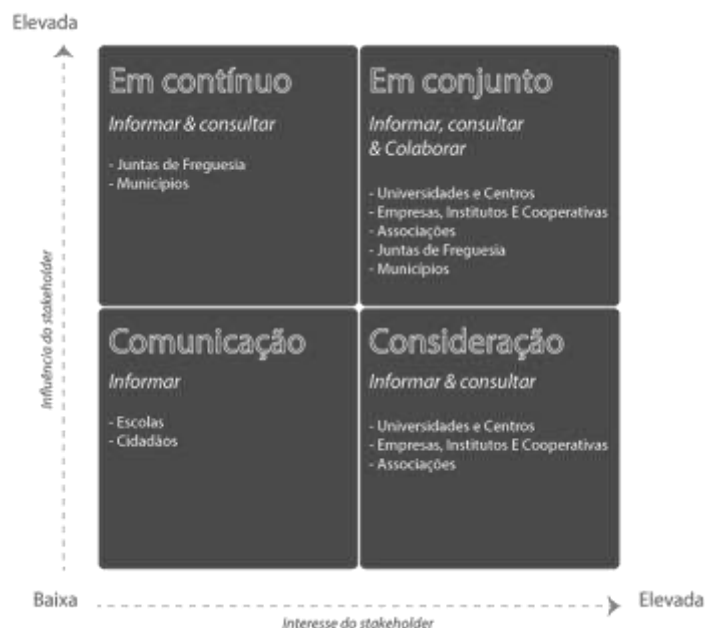 Elevada
Em contínuo
Informar & consultar
- Juntas de Freguesia
- Municípios
Em conjunto
Informar, consultar
& Colaborar
- Universidades e Centros
- Empresas, Institutos E Cooperativas
- Associações
- Juntas de Freguesia
- Municípios
Influência do stakeholder
Comunicação
Informar
- Escolas
- Cidadãos
Consideração
Informar & consultar
- Universidades e Centros
- Empresas, Institutos E Cooperativas
- Associações
Baixa
Elevada
Interesse do stakeholder